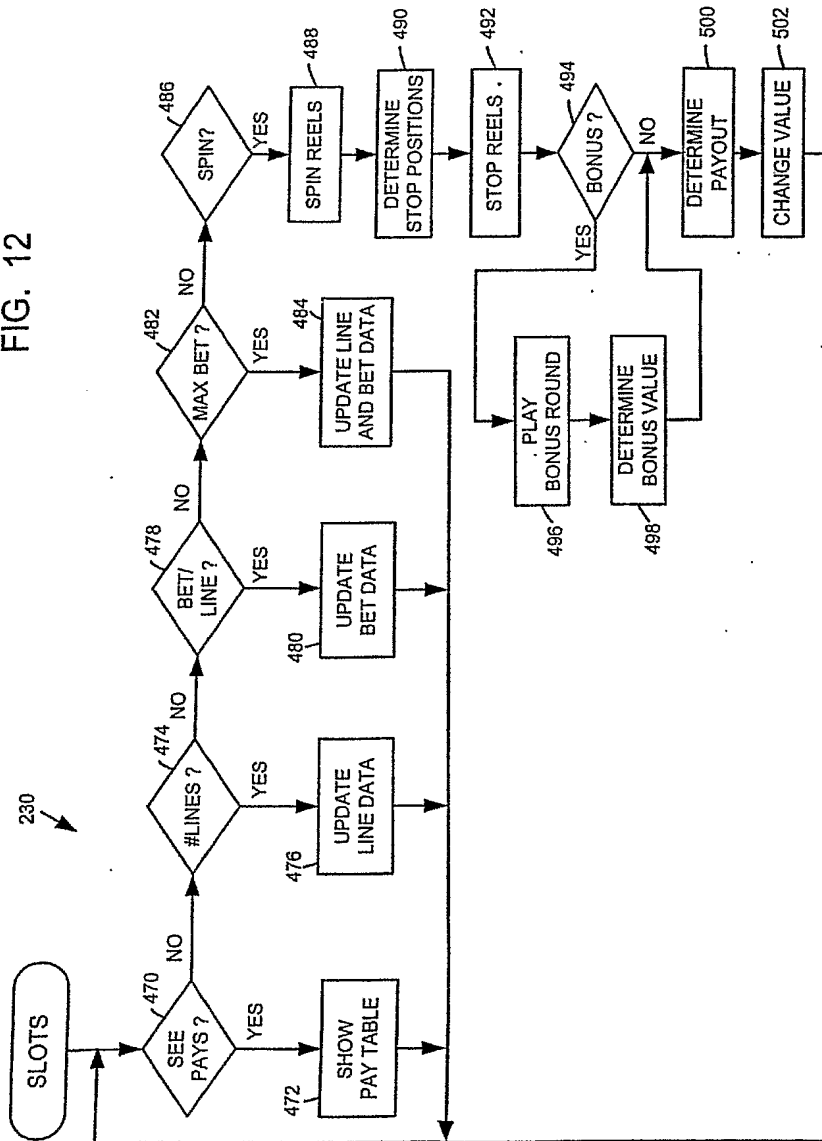 FIG. 12
230
SLOTS
470
SEE
PAYS ?
NO
YES
472
SHOW
PAY TABLE
474
#LINES ?
NO
YES
476
UPDATE
LINE DATA
478
BET/
LINE ?
NO
YES
480
UPDATE
BET DATA
482
MAX BET ?
NO
YES
484
UPDATE LINE
AND BET DATA
486
SPIN?
YES
488
SPIN REELS
490
DETERMINE
STOP POSITIONS
492
STOP REELS .
494
BONUS ?
YES
NO
496
PLAY
BONUS ROUND
498
DETERMINE
BONUS VALUE
500
DETERMINE
PAYOUT
502
CHANGE VALUE